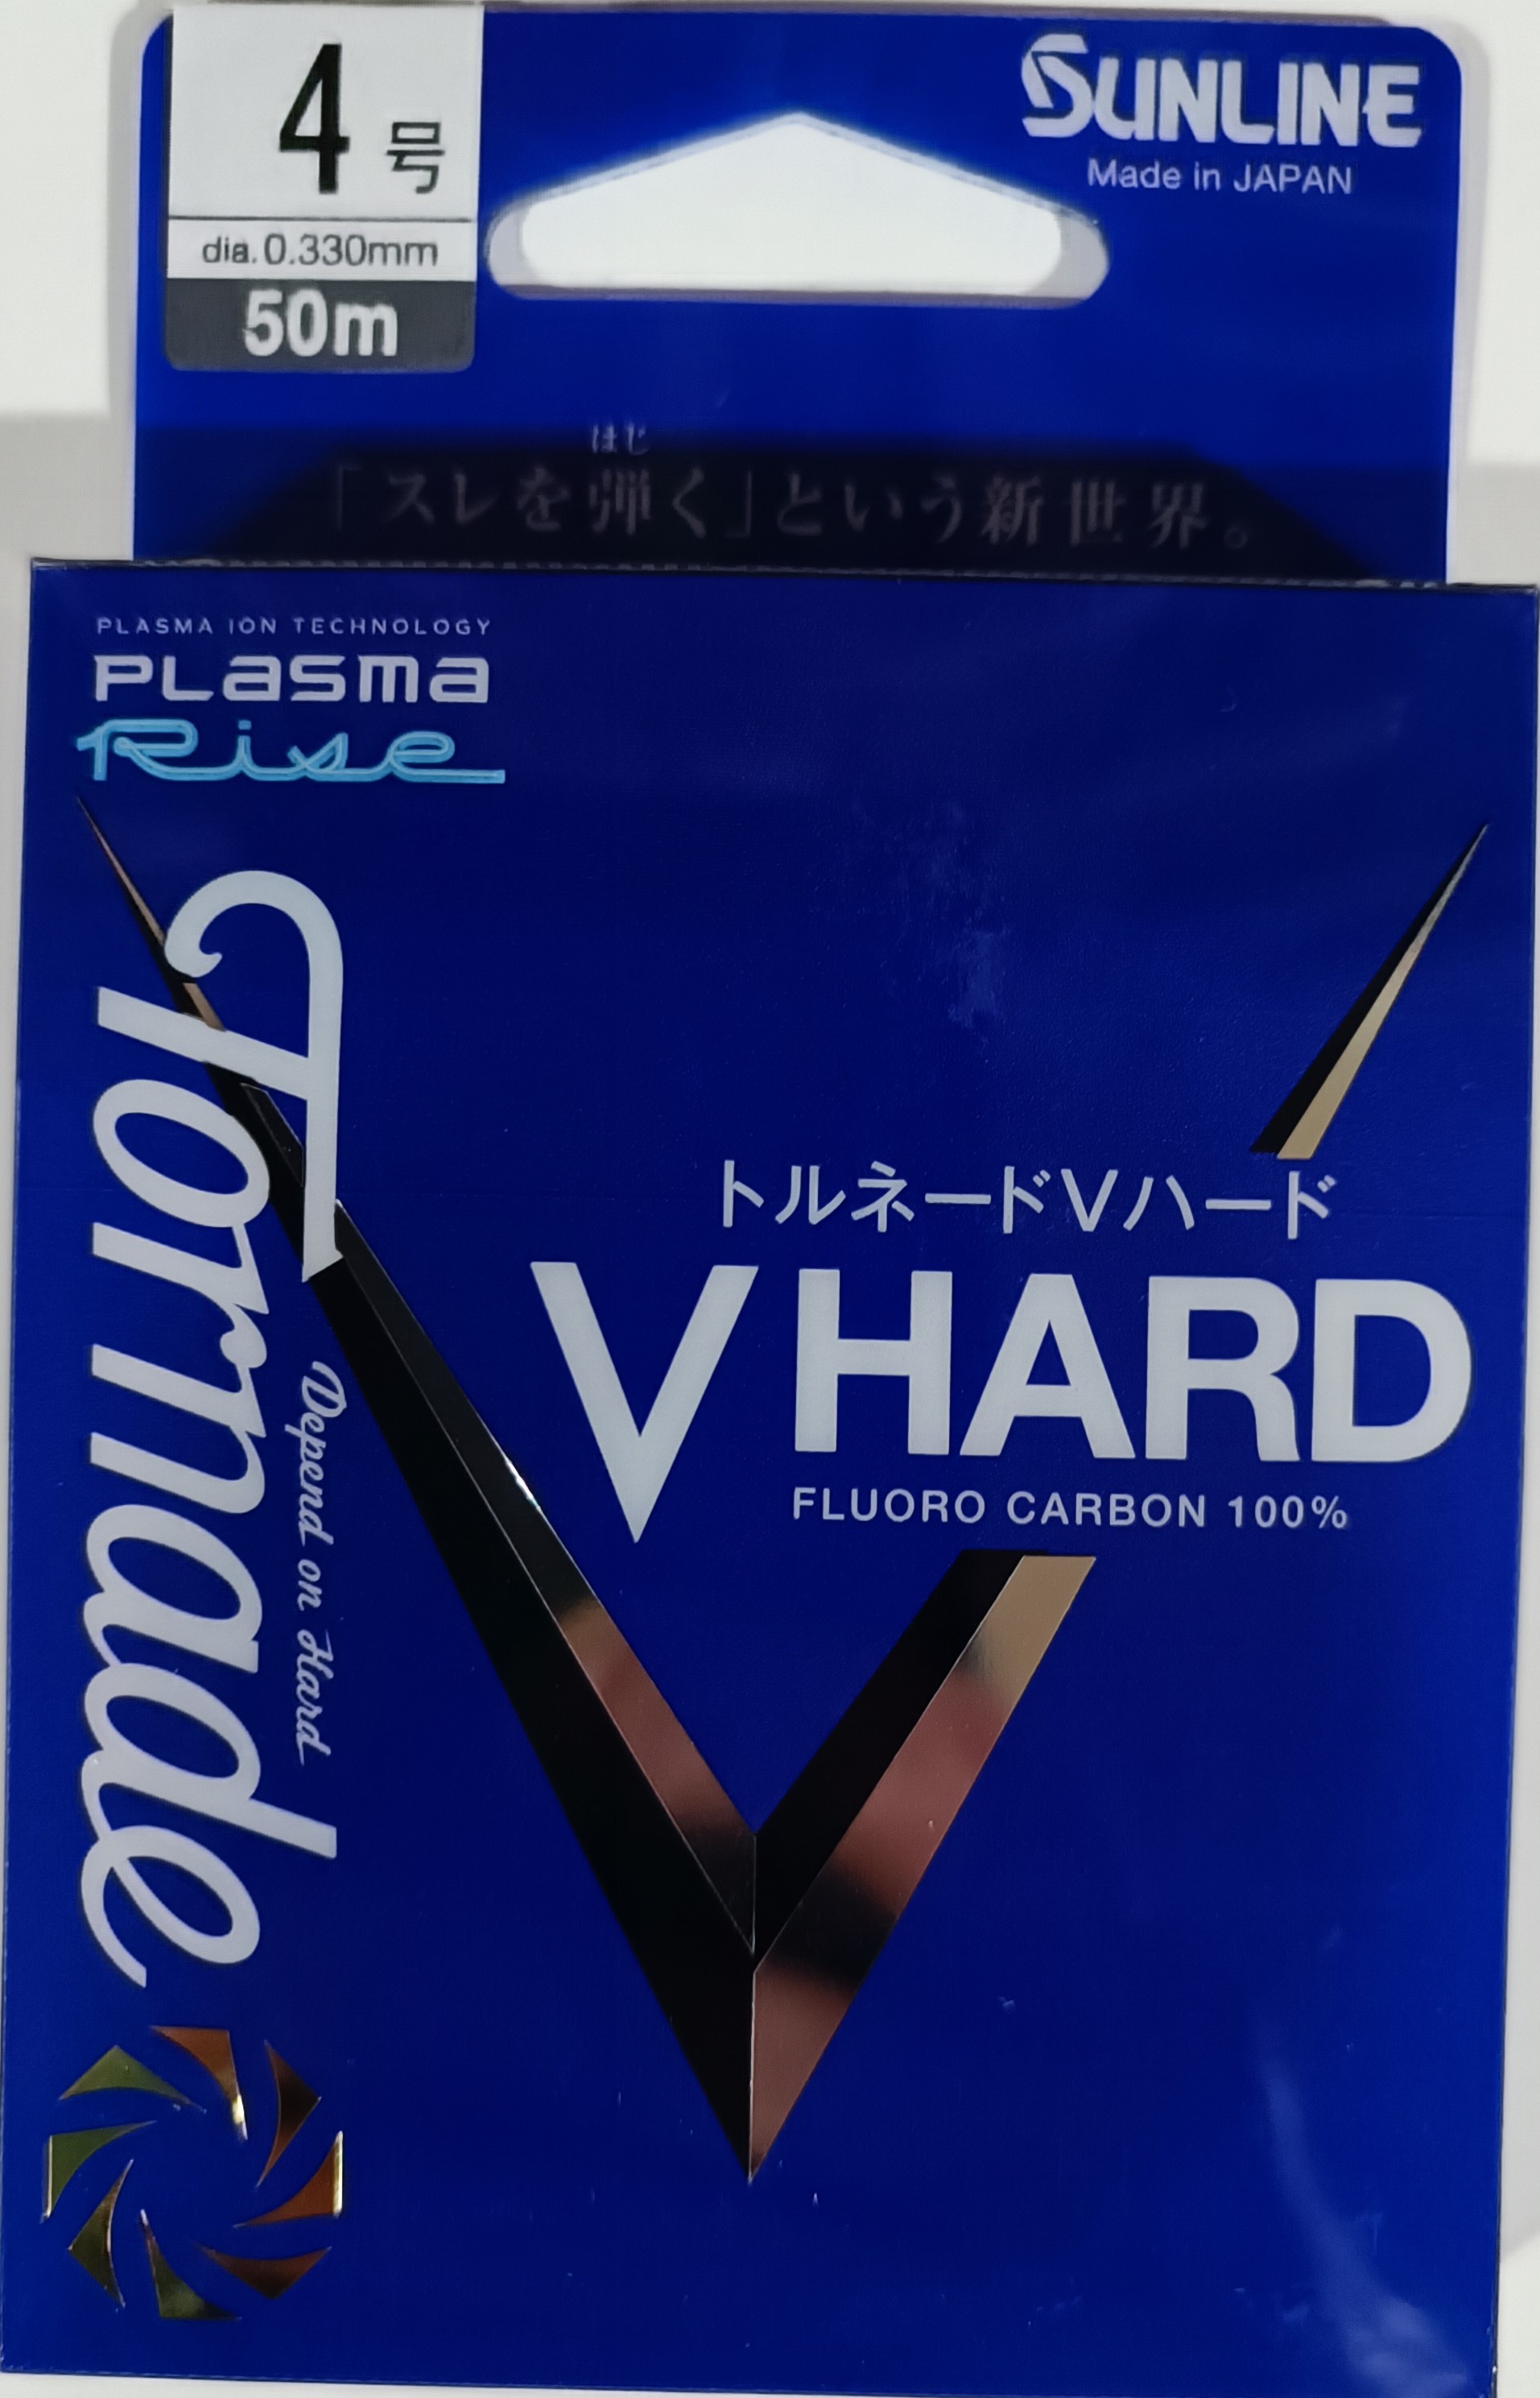 4号
dia. 0.330mm
50m
SUNLINE
Made in JAPAN
はじ
「スレを弾く」という新世界。
PLASMA ION TECHNOLOGY
PLASMA
Rise
Tornado
Depend on Hard
トルネードVハード
V HARD
FLUORO CARBON 100%